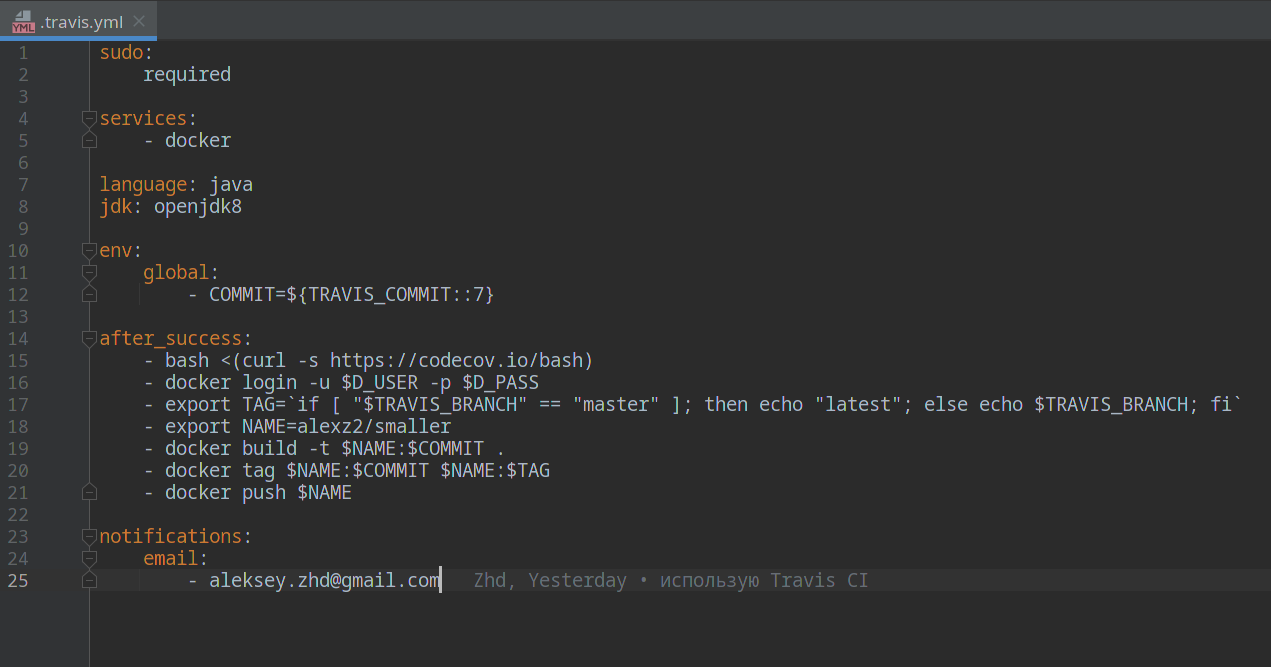 YML .travis.yml
1 sudo:
2 required
3
4 services:
5 - docker
6
7 language: java
8 jdk: openjdk8
9
10 env:
11 global:
12 - COMMIT=${TRAVIS_COMMIT::7}
13
14 after_success:
15 - bash <(curl -s https://codecov.io/bash)
16 - docker login -u $D_USER -p $D_PASS
17 - export TAG=`if [ "$TRAVIS_BRANCH" == "master" ]; then echo "latest"; else echo $TRAVIS_BRANCH; fi`
18 - export NAME=alexz2/smaller
19 - docker build -t $NAME:$COMMIT .
20 - docker tag $NAME:$COMMIT $NAME:$TAG
21 - docker push $NAME
22
23 notifications:
24 email:
25 - aleksey.zhd@gmail.com Zhd, Yesterday • использую Travis CI